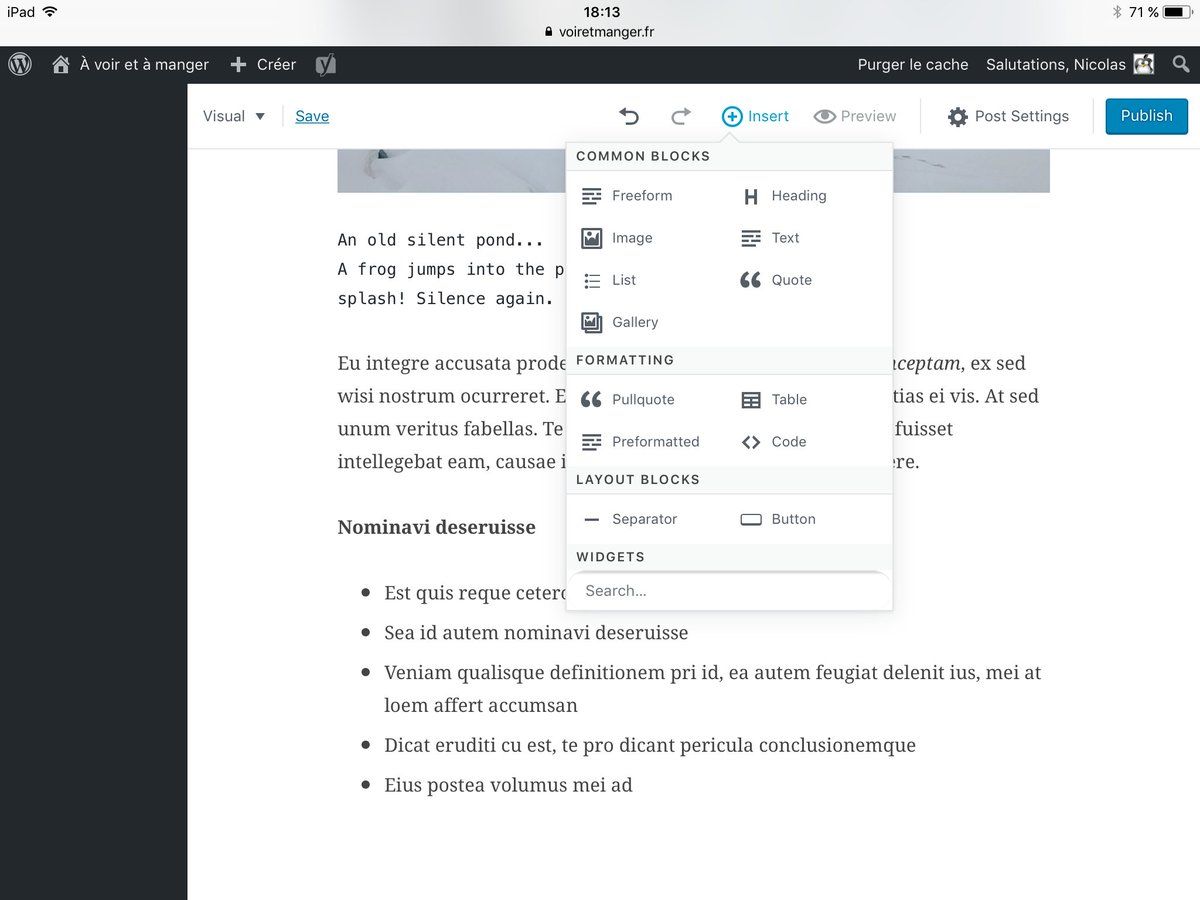 iPad 18:13 71 %
voiretmanger.fr
À voir et à manger Créer Purger le cache Salutations, Nicolas
Visual Save Insert Preview Post Settings Publish
COMMON BLOCKS
Freeform Heading
Image Text
List Quote
Gallery
FORMATTING
Pullquote Table
Preformatted Code
LAYOUT BLOCKS
Separator Button
WIDGETS
Search...
An old silent pond...
A frog jumps into the p
splash! Silence again.
Eu integre accusata prode nceptam, ex sed
wisi nostrum ocurreret. E tias ei vis. At sed
unum veritus fabellas. Te fuisset
intellegebat eam, causae i re.
Nominavi deseruisse
Est quis reque cetero
Sea id autem nominavi deseruisse
Veniam qualisque definitionem pri id, ea autem feugiat delenit ius, mei at
loem affert accumsan
Dicat eruditi cu est, te pro dicant pericula conclusionemque
Eius postea volumus mei ad